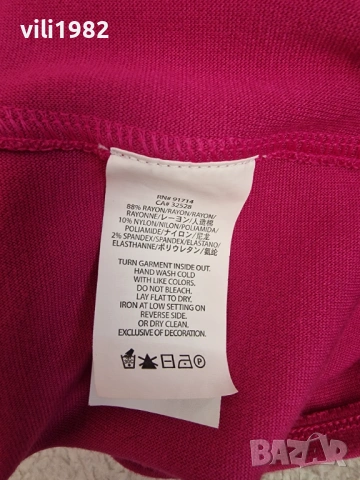 vili1982
RN# 91714
CA# 32528
88% RAYON/RAYON/RAYON/
RAYONNE/レーヨン/人造棉
10% NYLON/NILON/POLIAMIDA/
POLIAMIDE/ナイロン/尼龙
2% SPANDEX/SPANDEX/ELASTANO/
ELASTHANNE/ポリウレタン/氨纶
TURN GARMENT INSIDE OUT.
HAND WASH COLD
WITH LIKE COLORS.
DO NOT BLEACH.
LAY FLAT TO DRY.
IRON AT LOW SETTING ON
REVERSE SIDE.
OR DRY CLEAN.
EXCLUSIVE OF DECORATION.
P
BAZAR